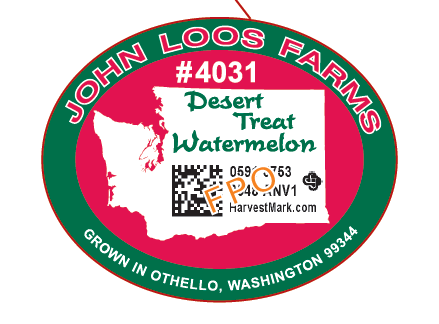 JOHN LOOS FARMS
#4031
Desert
Treat
Watermelon
FPO
HarvestMark.com
GROWN IN OTHELLO, WASHINGTON 99344